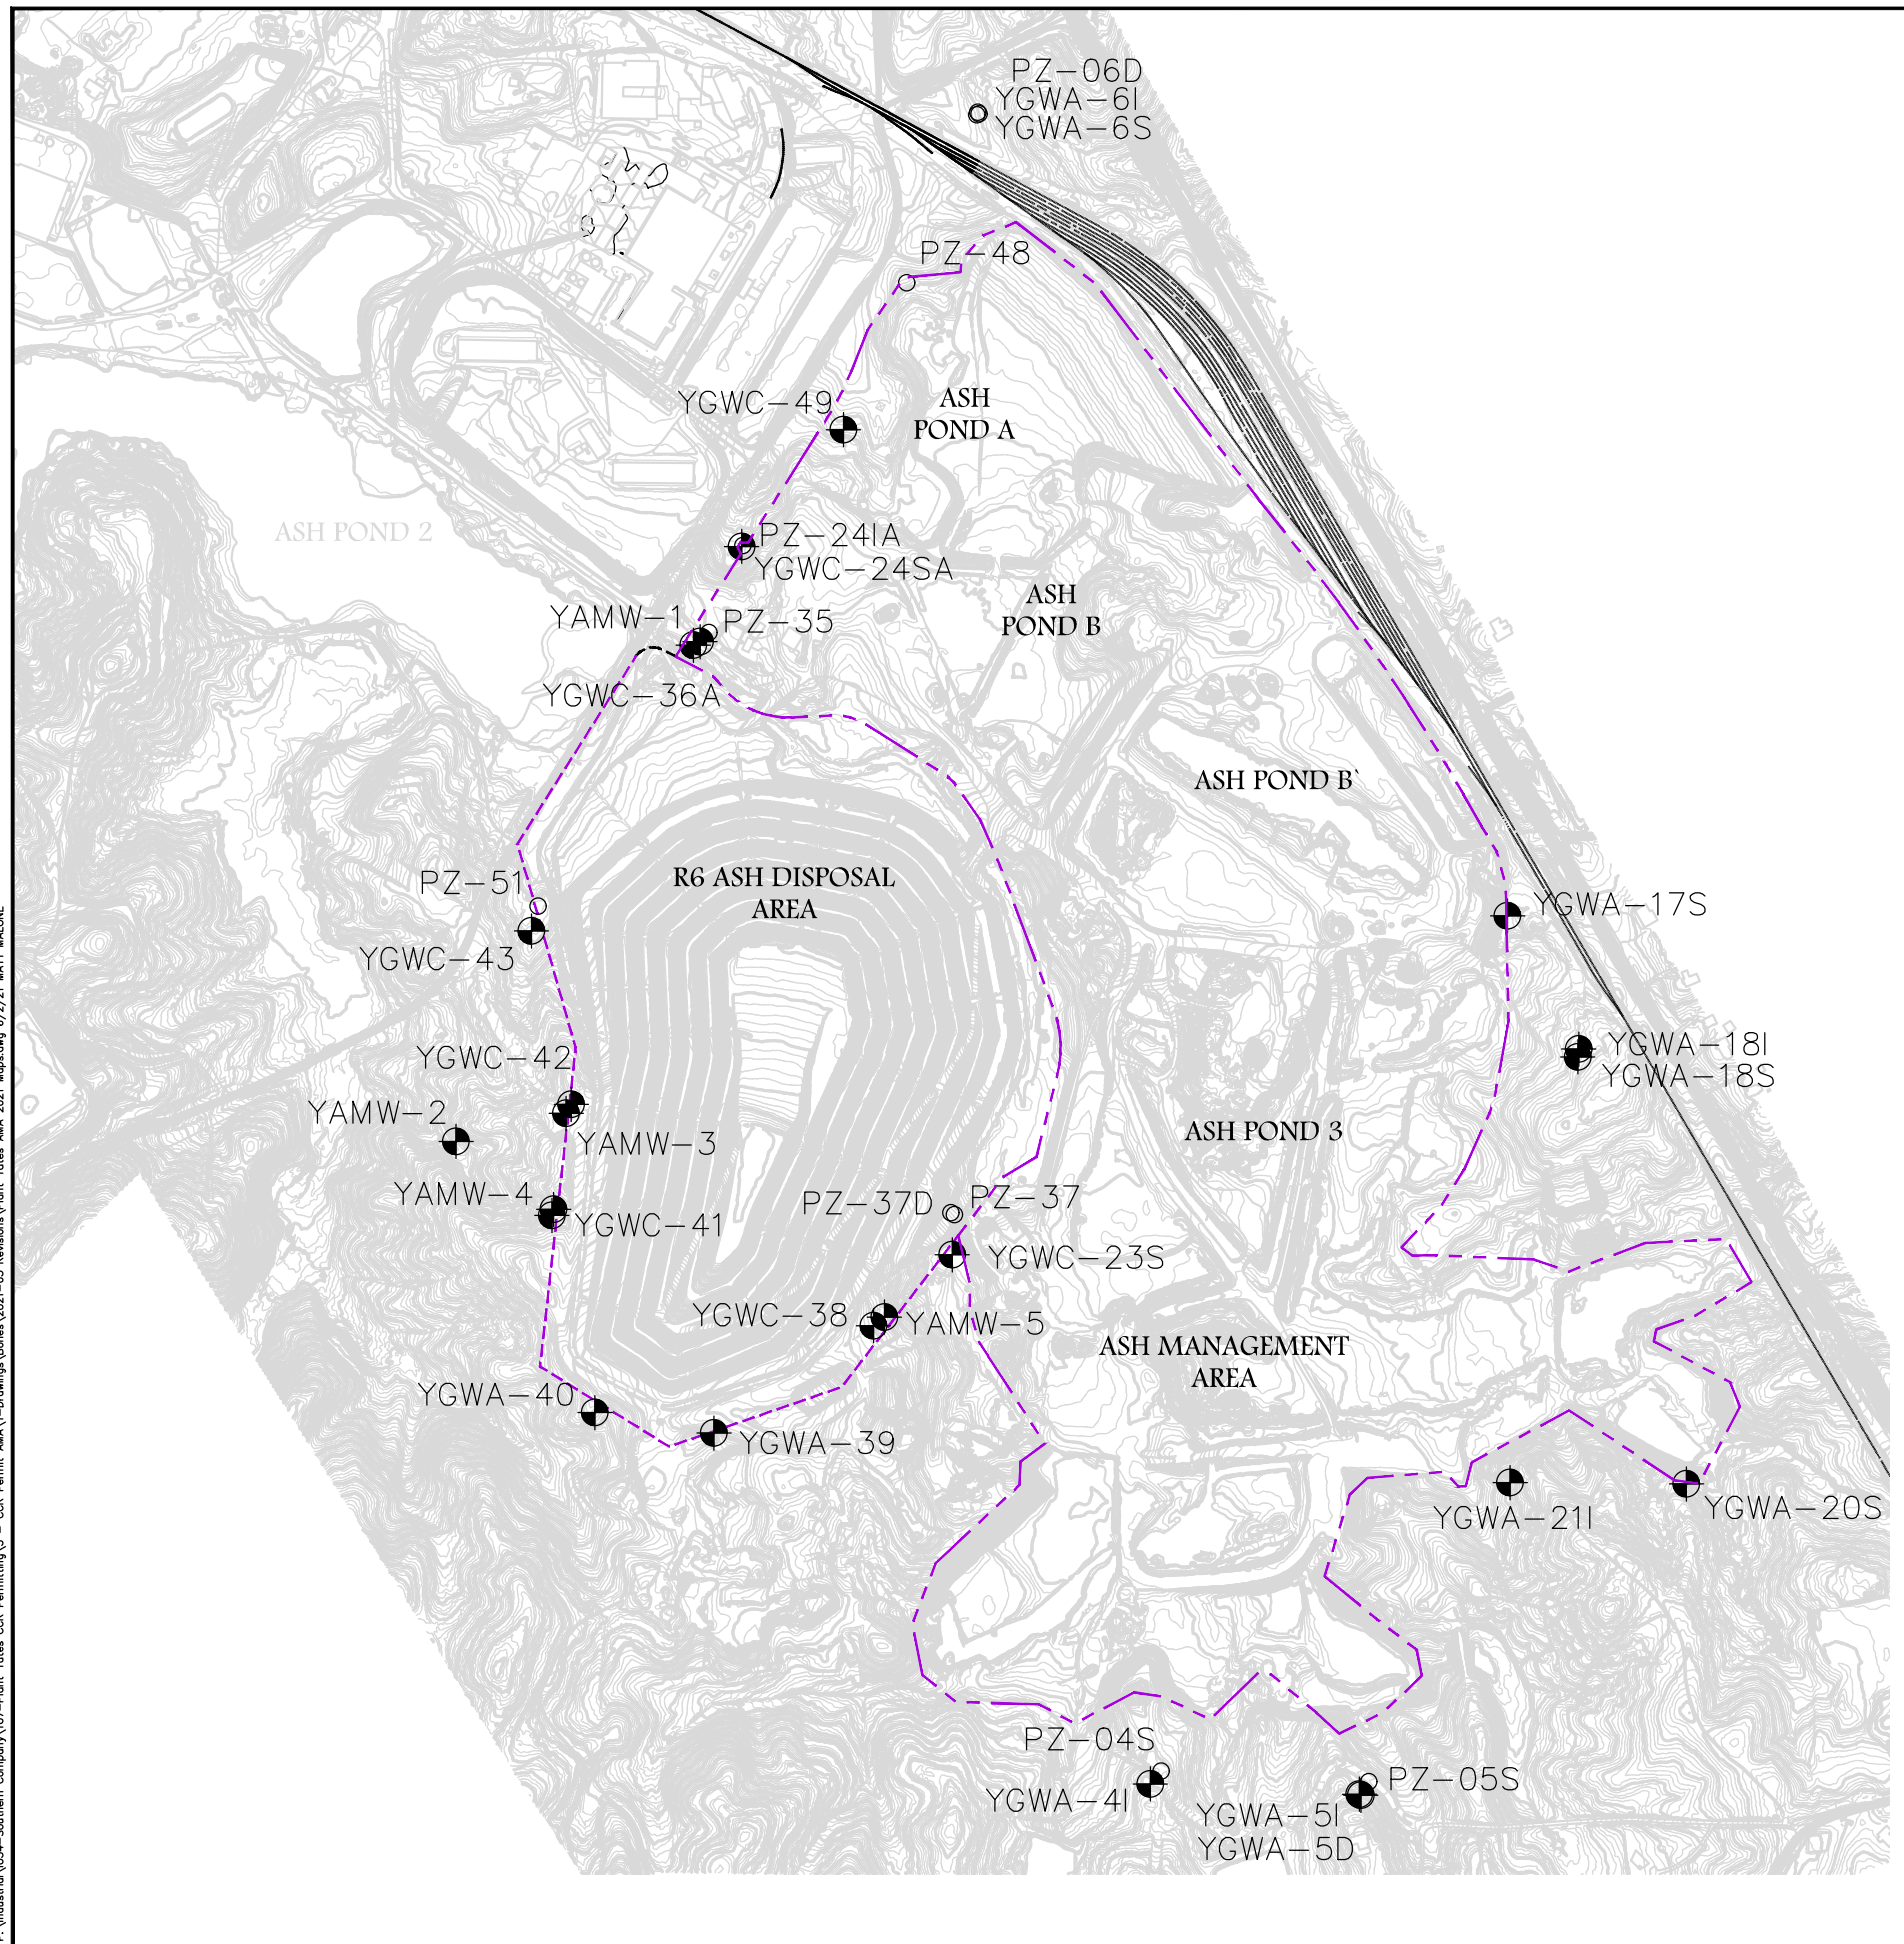 PZ-06D
YGWA-6I
YGWA-6S
PZ-48
YGWC-49
ASH
POND A
ASH POND 2
PZ-24IA
YGWC-24SA
ASH
POND B
YAMW-1
PZ-35
YGWC-36A
ASH POND B`
R6 ASH DISPOSAL
AREA
PZ-51
YGWA-17S
YGWC-43
YGWC-42
YGWA-18I
YGWA-18S
YAMW-2
YAMW-3
ASH POND 3
YAMW-4
YGWC-41
PZ-37D
PZ-37
YGWC-23S
YGWC-38
YAMW-5
ASH MANAGEMENT
AREA
YGWA-40
YGWA-39
YGWA-21I
YGWA-20S
PZ-04S
YGWA-4I
PZ-05S
YGWA-5I
YGWA-5D